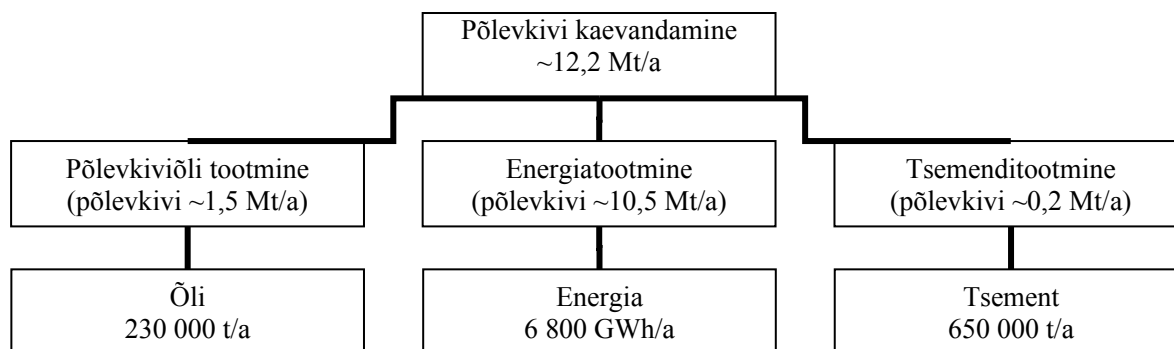 Põlevkivi kaevandamine
~12,2 Mt/a
Põlevkiviõli tootmine
(põlevkivi ~1,5 Mt/a)
Energiatootmine
(põlevkivi ~10,5 Mt/a)
Tsemenditootmine
(põlevkivi ~0,2 Mt/a)
Õli
230 000 t/a
Energia
6 800 GWh/a
Tsement
650 000 t/a